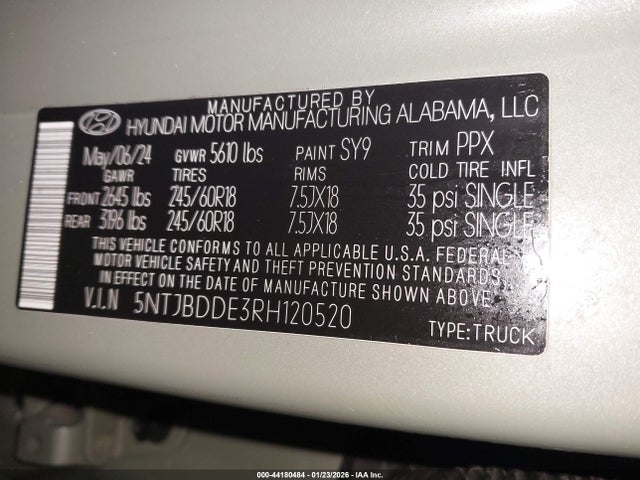 MANUFACTURED BY
HYUNDAI MOTOR MANUFACTURING ALABAMA, LLC
May/06/24 GVWR 5610 lbs PAINT SY9 TRIM PPX
GAWR TIRES RIMS COLD TIRE INFL
FRONT 2645 lbs 245/60R18 7.5JX18 35 psi SINGLE
REAR 3196 lbs 245/60R18 7.5JX18 35 psi SINGLE
THIS VEHICLE CONFORMS TO ALL APPLICABLE U.S.A. FEDERAL
MOTOR VEHICLE SAFETY AND THEFT PREVENTION STANDARDS
IN EFFECT ON THE DATE OF MANUFACTURE SHOWN ABOVE.
V.I.N 5NTJBDDE3RH120520
TYPE:TRUCK
000-44180484 - 01/23/2026 - IAA Inc.